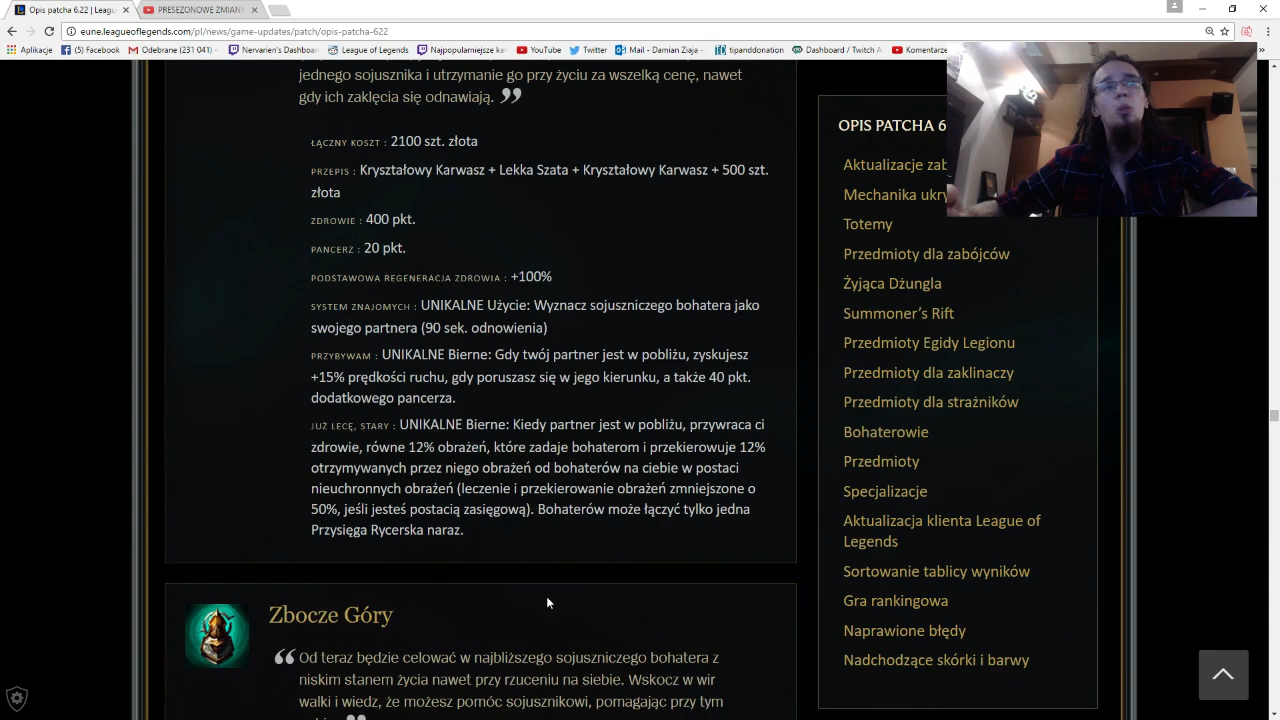 Opis patcha 6.22 | Leagu
PRESEZONOWE ZMIANY
eune.leagueoflegends.com/pl/news/game-updates/patch/opis-patcha-622
Aplikacje (5) Facebook Odebrane (231 041) Nervarien's Dashboard League of Legends Najpopularniejsze kan YouTube Twitter Mail - Damian Ziaja tipanddonation Dashboard / Twitch Komentarze »
jednego sojusznika i utrzymanie go przy życiu za wszelką cenę, nawet
gdy ich zaklęcia się odnawiają.
ŁĄCZNY KOSZT : 2100 szt. złota
PRZEPIS : Kryształowy Karwasz + Lekka Szata + Kryształowy Karwasz + 500 szt.
złota
ZDROWIE : 400 pkt.
PANCERZ : 20 pkt.
PODSTAWOWA REGENERACJA ZDROWIA : +100%
SYSTEM ZNAJOMYCH : UNIKALNE Użycie: Wyznacz sojuszniczego bohatera jako
swojego partnera (90 sek. odnowienia)
PRZYBYWAM : UNIKALNE Bierne: Gdy twój partner jest w pobliżu, zyskujesz
+15% prędkości ruchu, gdy poruszasz się w jego kierunku, a także 40 pkt.
dodatkowego pancerza.
JUŻ LECĘ, STARY : UNIKALNE Bierne: Kiedy partner jest w pobliżu, przywraca ci
zdrowie, równe 12% obrażeń, które zadaje bohaterom i przekierowuje 12%
otrzymywanych przez niego obrażeń od bohaterów na ciebie w postaci
nieuchronnych obrażeń (leczenie i przekierowanie obrażeń zmniejszone o
50%, jeśli jesteś postacią zasięgową). Bohaterów może łączyć tylko jedna
Przysięga Rycerska naraz.
Zbocze Góry
Od teraz będzie celować w najbliższego sojuszniczego bohatera z
niskim stanem życia nawet przy rzuceniu na siebie. Wskocz w wir
walki i wiedz, że możesz pomóc sojusznikowi, pomagając przy tym
OPIS PATCHA 6
Aktualizacje zab
Mechanika ukry
Totemy
Przedmioty dla zabójców
Żyjąca Dżungla
Summoner's Rift
Przedmioty Egidy Legionu
Przedmioty dla zaklinaczy
Przedmioty dla strażników
Bohaterowie
Przedmioty
Specjalizacje
Aktualizacja klienta League of
Legends
Sortowanie tablicy wyników
Gra rankingowa
Naprawione błędy
Nadchodzące skórki i barwy